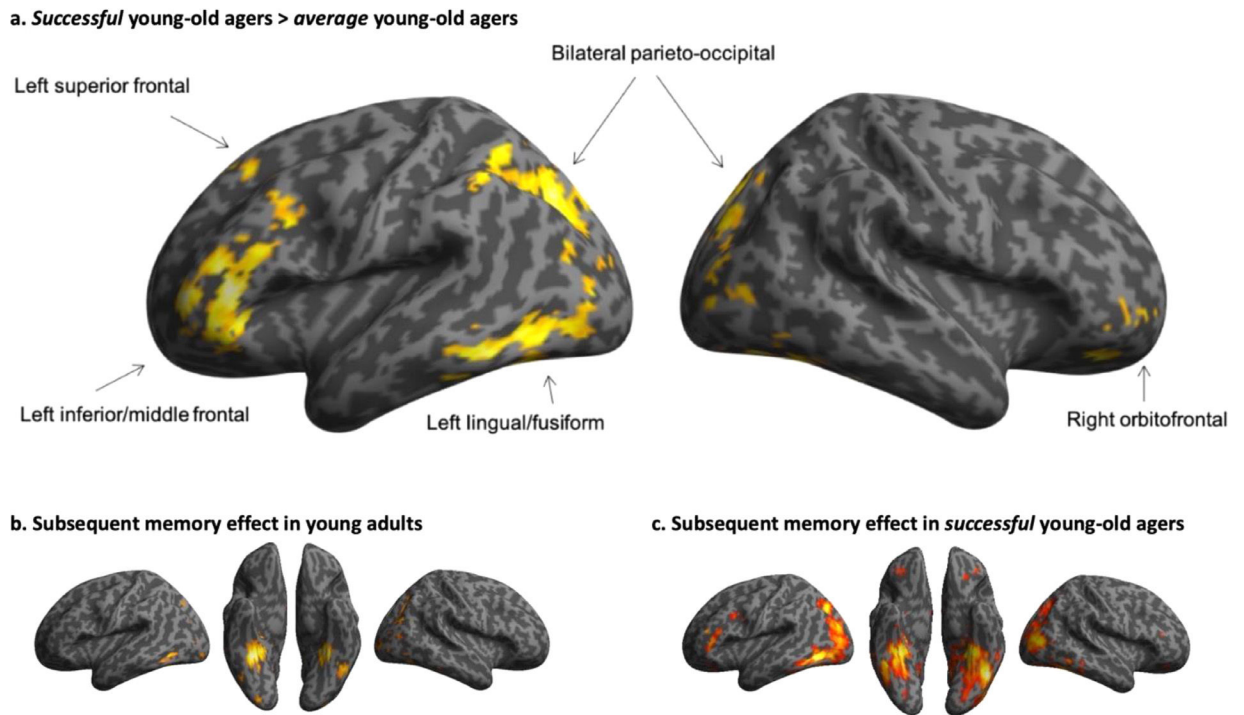 a. Successful young-old agers > average young-old agers
Bilateral parieto-occipital
Left superior frontal
Left inferior/middle frontal
Left lingual/fusiform
Right orbitofrontal
b. Subsequent memory effect in young adults
c. Subsequent memory effect in successful young-old agers